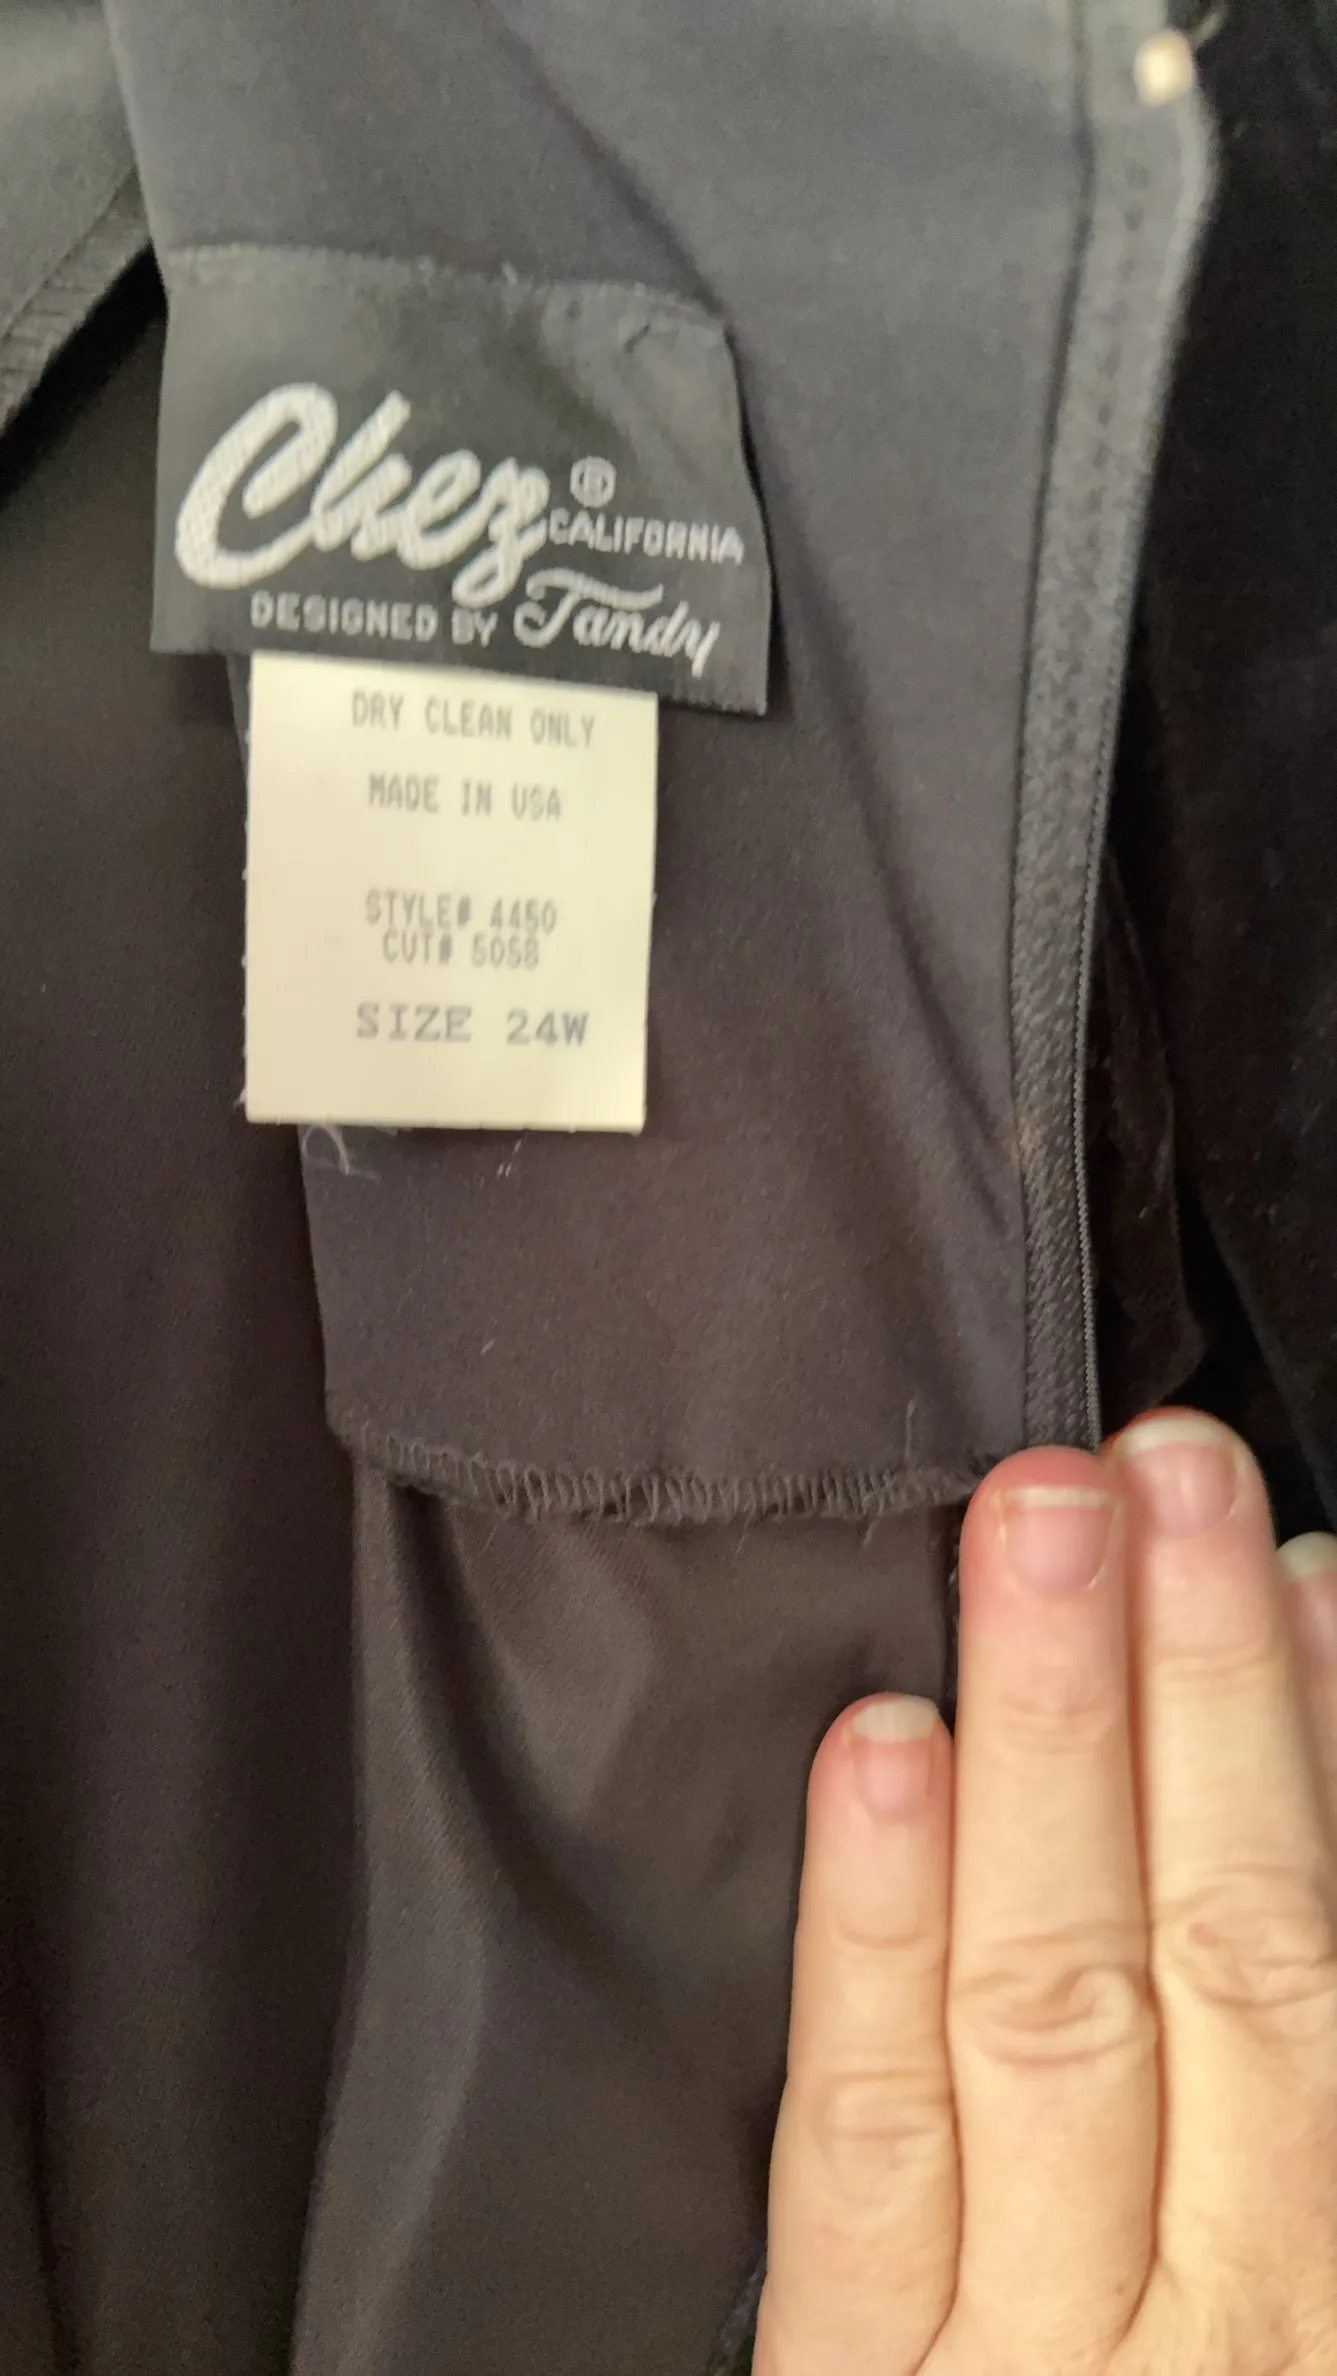 Chez ®
CALIFORNIA
DESIGNED BY Tandy
DRY CLEAN ONLY
MADE IN USA
STYLE# 4450
CUT# 5058
SIZE 24W